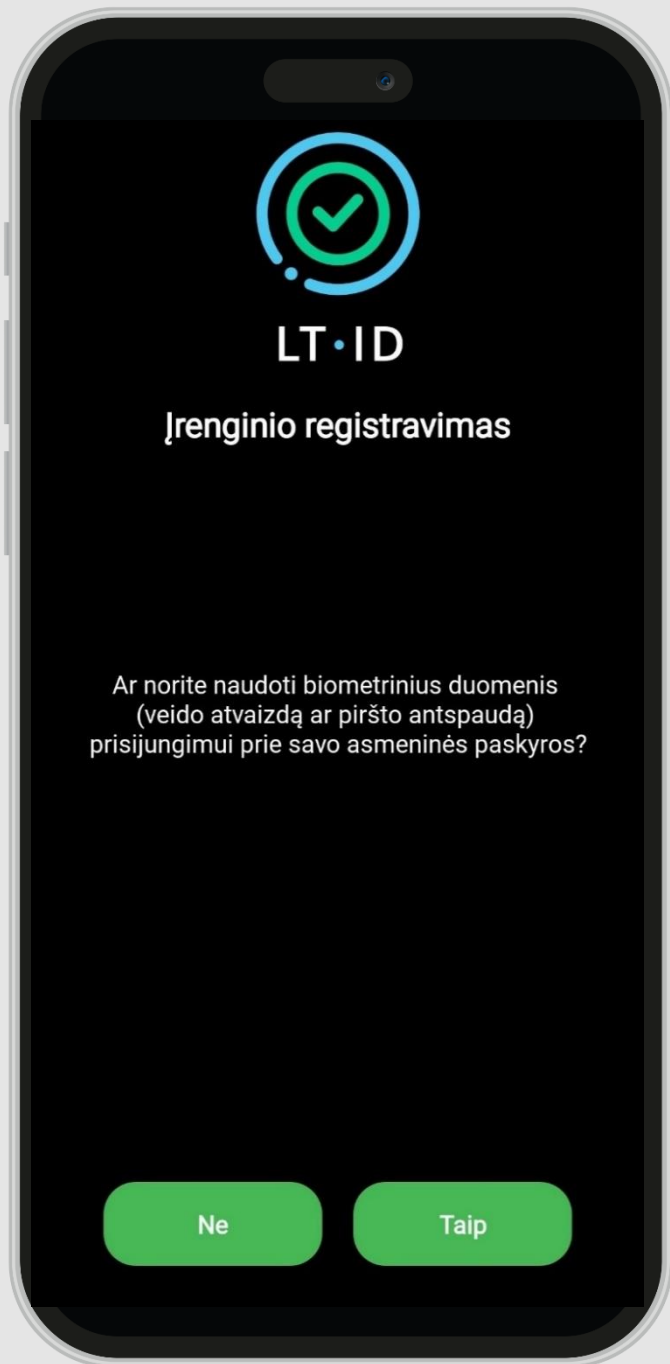 LT·ID
Įrenginio registravimas
Ar norite naudoti biometrinius duomenis
(veido atvaizdą ar piršto antspaudą)
prisijungimui prie savo asmeninės paskyros?
Ne
Taip